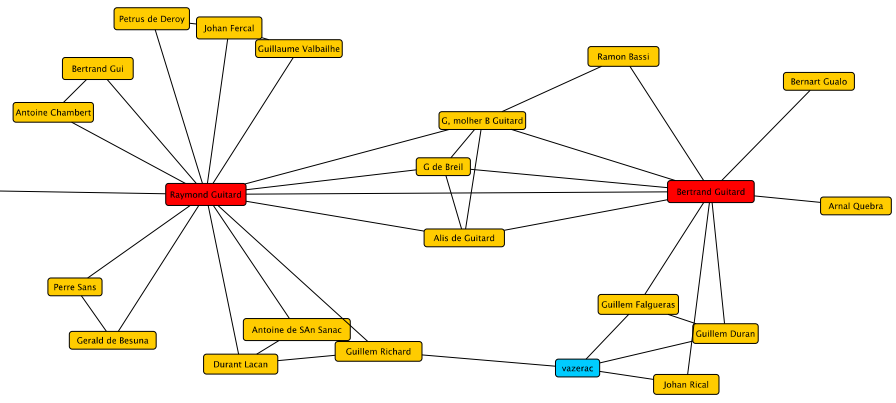 Petrus de Deroy
Johan Fercal
Guillaume Valbailhe
Ramon Bassi
Bertrand Gui
Bernart Gualo
Antoine Chambert
G, molher B Guitard
G de Breil
Raymond Guitard
Bertrand Guitard
Arnal Quebra
Alis de Guitard
Perre Sans
Guillem Falgueras
Gerald de Besuna
Antoine de SAn Sanac
Guillem Duran
Guillem Richard
Durant Lacan
vazerac
Johan Rical